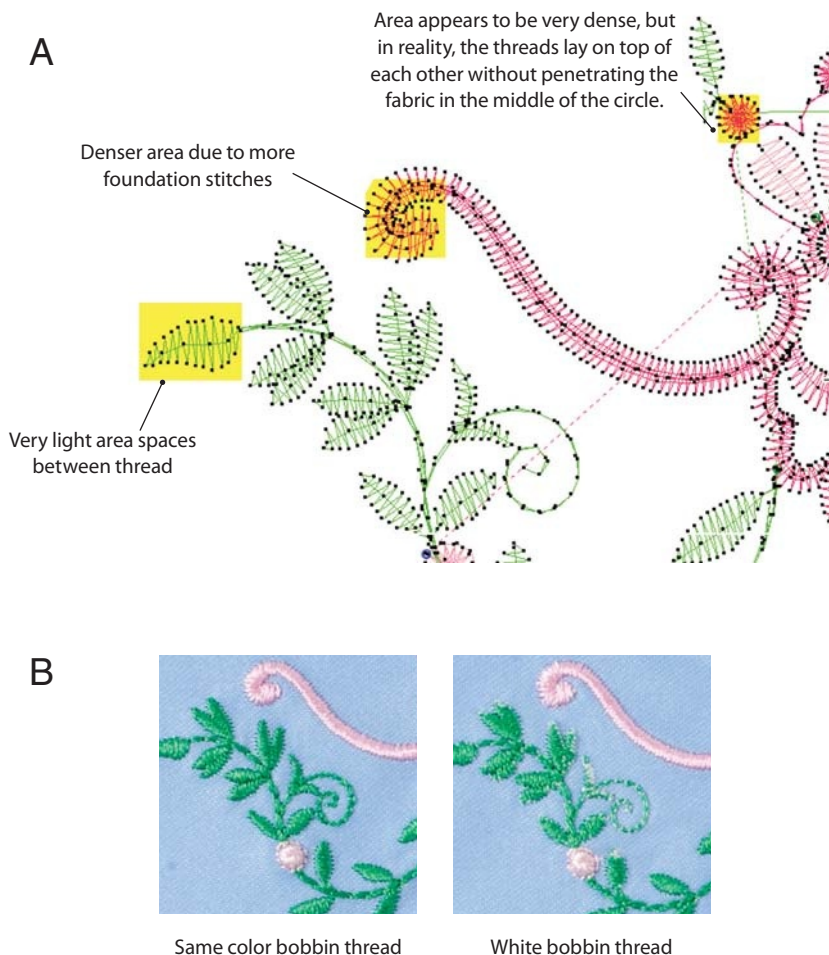 A
Area appears to be very dense, but
in reality, the threads lay on top of
each other without penetrating the
fabric in the middle of the circle.
Denser area due to more
foundation stitches
Very light area spaces
between thread
B
Same color bobbin thread
White bobbin thread